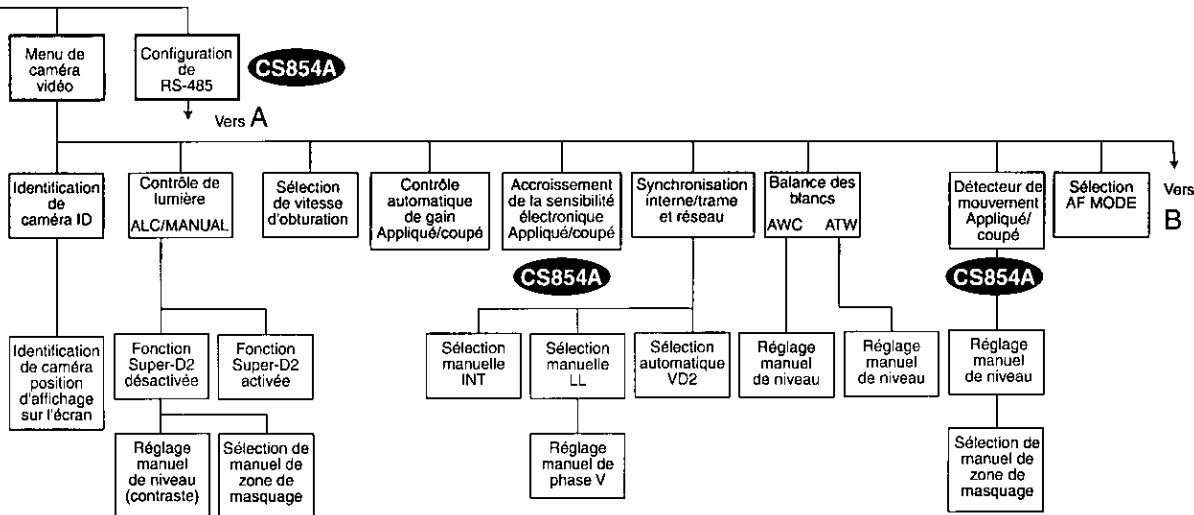 Menu de
caméra
vidéo
Configuration
de
RS-485
CS854A
Vers A
Identification
de
caméra ID
Contrôle de
lumière
ALC/MANUAL
Sélection
de vitesse
d'obturation
Contrôle
automatique
de gain
Appliqué/coupé
Accroissement
de la sensibilité
électronique
Appliqué/coupé
Synchronisation
interne/trame
et réseau
Balance des
blancs
AWC ATW
Détecteur de
mouvement
Appliqué/
coupé
Sélection
AF MODE
Vers
B
CS854A
CS854A
Identification
de caméra
position
d'affichage
sur l'écran
Fonction
Super-D2
désactivée
Fonction
Super-D2
activée
Sélection
manuelle
INT
Sélection
manuelle
LL
Sélection
automatique
VD2
Réglage
manuel
de niveau
Réglage
manuel
de niveau
Réglage
manuel
de niveau
Réglage
manuel
de niveau
(contraste)
Sélection de
manuel de
zone de
masquage
Réglage
manuel de
phase V
Sélection de
manuel de
zone de
masquage